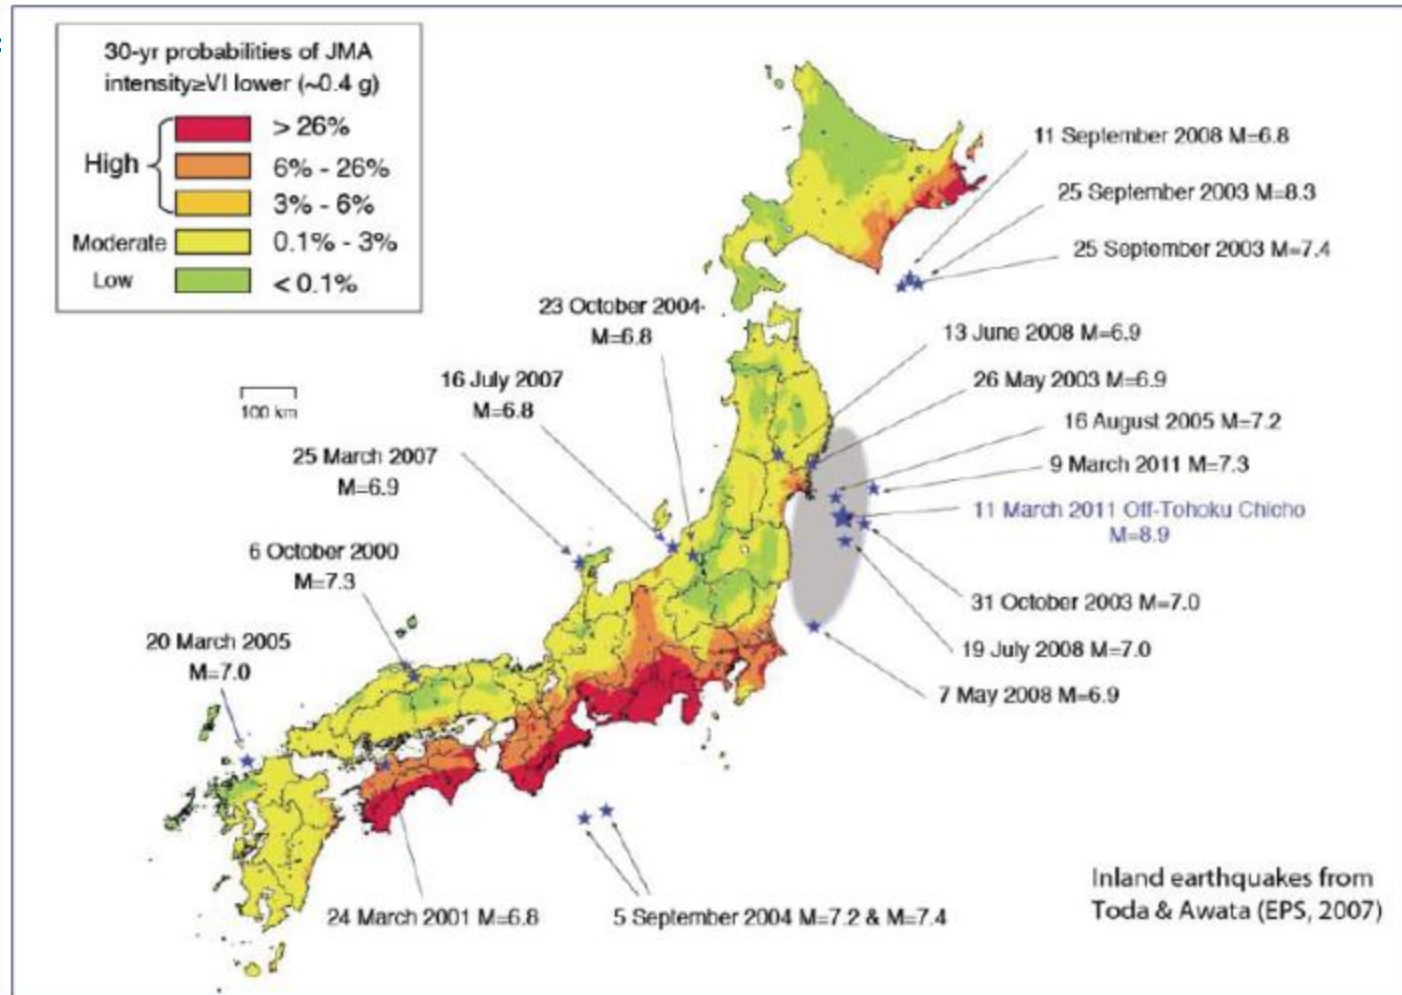 30-yr probabilities of JMA
intensity≥VI lower (~0.4 g)
High
> 26%
6% - 26%
3% - 6%
Moderate
0.1% - 3%
Low
< 0.1%
11 September 2008 M=6.8
25 September 2003 M=8.3
25 September 2003 M=7.4
23 October 2004
M=6.8
13 June 2008 M=6.9
16 July 2007
M=6.8
26 May 2003 M=6.9
100 km
16 August 2005 M=7.2
25 March 2007
M=6.9
9 March 2011 M=7.3
11 March 2011 Off-Tohoku Chicho
M=8.9
6 October 2000
M=7.3
31 October 2003 M=7.0
20 March 2005
M=7.0
19 July 2008 M=7.0
7 May 2008 M=6.9
24 March 2001 M=6.8
5 September 2004 M=7.2 & M=7.4
Inland earthquakes from
Toda & Awata (EPS, 2007)